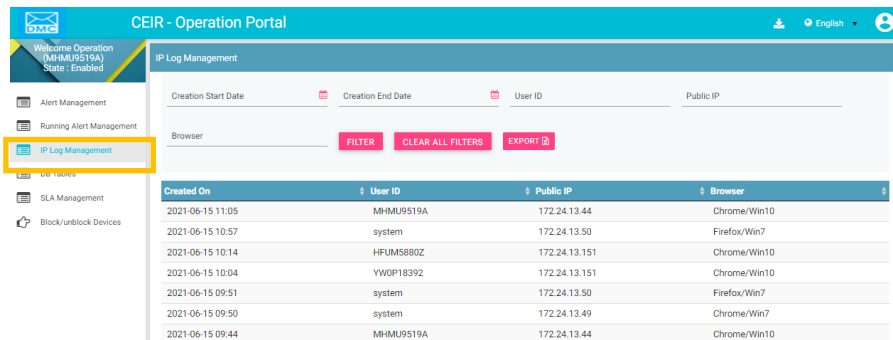 DMC
CEIR - Operation Portal
English
Welcome Operation
(MHMU9519A)
State : Enabled
IP Log Management
Alert Management
Running Alert Management
IP Log Management
DB Tables
SLA Management
Block/unblock Devices
Creation Start Date Creation End Date User ID Public IP
Browser FILTER CLEAR ALL FILTERS EXPORT
Created On User ID Public IP Browser
2021-06-15 11:05 MHMU9519A 172.24.13.44 Chrome/Win10
2021-06-15 10:57 system 172.24.13.50 Firefox/Win7
2021-06-15 10:14 HFUM5880Z 172.24.13.151 Chrome/Win10
2021-06-15 10:04 YW0P18392 172.24.13.151 Chrome/Win10
2021-06-15 09:51 system 172.24.13.50 Firefox/Win7
2021-06-15 09:50 system 172.24.13.49 Chrome/Win7
2021-06-15 09:44 MHMU9519A 172.24.13.44 Chrome/Win10